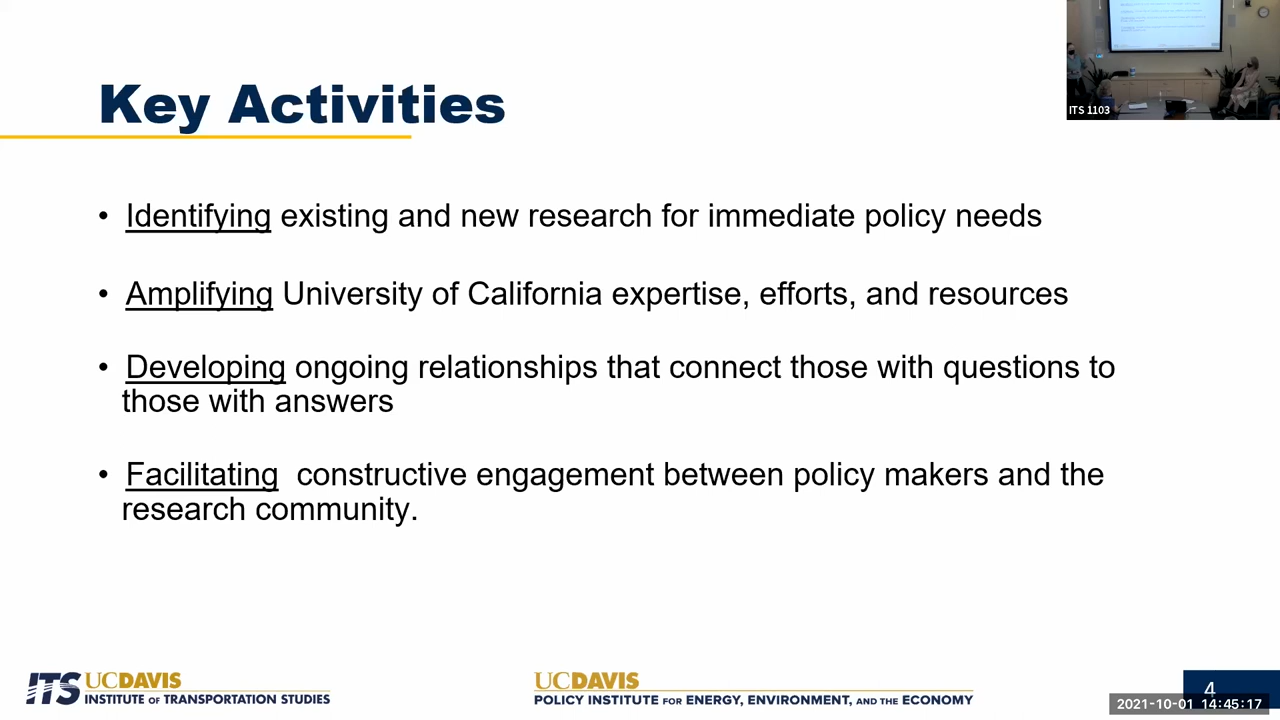 ITS 1103
Key Activities
• Identifying existing and new research for immediate policy needs
• Amplifying University of California expertise, efforts, and resources
• Developing ongoing relationships that connect those with questions to
those with answers
• Facilitating constructive engagement between policy makers and the
research community.
ITS UCDAVIS
INSTITUTE OF TRANSPORTATION STUDIES
UCDAVIS
POLICY INSTITUTE FOR ENERGY, ENVIRONMENT, AND THE ECONOMY
4
2021-10-01 14:45:17